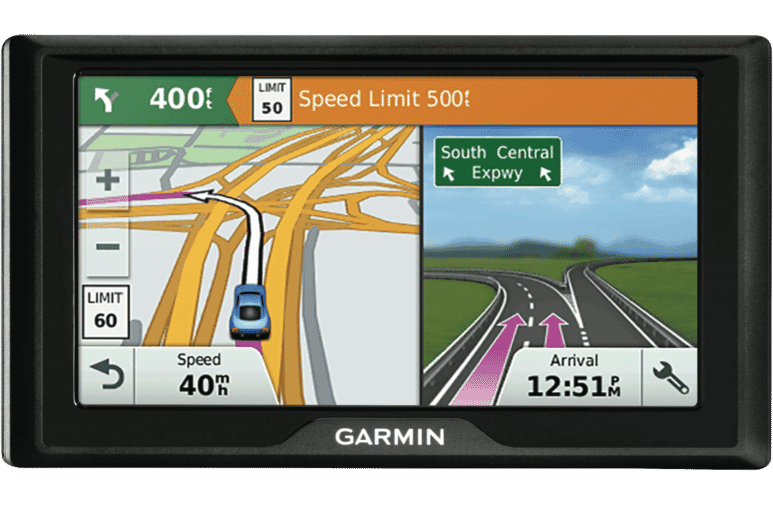 400ft
LIMIT
50
Speed Limit 500ft
South Central
Expwy
+
−
LIMIT
60
Speed
40mh
Arrival
12:51PM
GARMIN